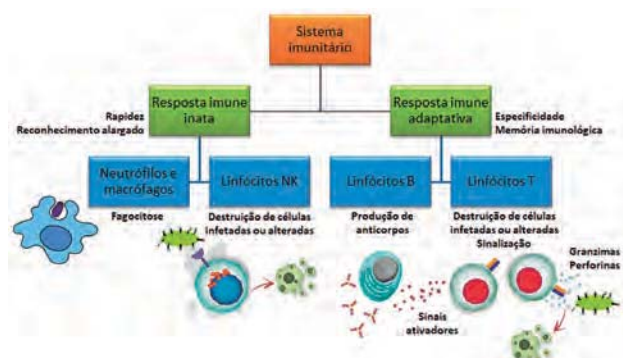 Sistema
imunitário
Resposta imune
inata
Rapidez
Reconhecimento alargado
Resposta imune
adaptativa
Especificidade
Memória imunológica
Neutrófilos e
macrófagos
Linfócitos NK
Linfócitos B
Linfócitos T
Fagocitose
Destruição de células
infetadas ou alteradas
Produção de
anticorpos
Destruição de células
infetadas ou alteradas
Sinalização
Granzimas
Perforinas
Sinais
ativadores